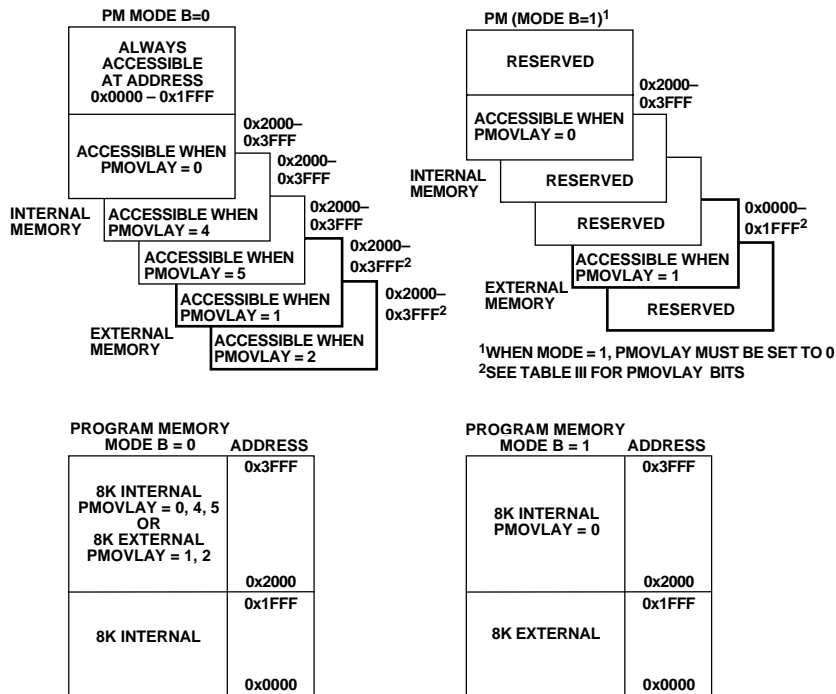 PM MODE B=0
ALWAYS
ACCESSIBLE
AT ADDRESS
0x0000 – 0x1FFF
ACCESSIBLE WHEN
PMOVLAY = 0
0x2000–
0x3FFF
0x2000–
0x3FFF
INTERNAL
MEMORY
ACCESSIBLE WHEN
PMOVLAY = 4
0x2000–
0x3FFF
ACCESSIBLE WHEN
PMOVLAY = 5
0x2000–
0x3FFF²
ACCESSIBLE WHEN
PMOVLAY = 1
0x2000–
0x3FFF²
EXTERNAL
MEMORY
ACCESSIBLE WHEN
PMOVLAY = 2
PM (MODE B=1)¹
RESERVED
0x2000–
0x3FFF
ACCESSIBLE WHEN
PMOVLAY = 0
INTERNAL
MEMORY
RESERVED
RESERVED
0x0000–
0x1FFF²
ACCESSIBLE WHEN
PMOVLAY = 1
EXTERNAL
MEMORY
RESERVED
¹WHEN MODE = 1, PMOVLAY MUST BE SET TO 0
²SEE TABLE III FOR PMOVLAY BITS
PROGRAM MEMORY
MODE B = 0 ADDRESS
0x3FFF
8K INTERNAL
PMOVLAY = 0, 4, 5
OR
8K EXTERNAL
PMOVLAY = 1, 2
0x2000
0x1FFF
8K INTERNAL
0x0000
PROGRAM MEMORY
MODE B = 1 ADDRESS
0x3FFF
8K INTERNAL
PMOVLAY = 0
0x2000
0x1FFF
8K EXTERNAL
0x0000